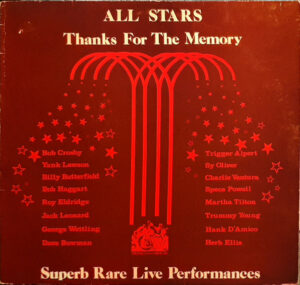 ALL STARS
Thanks For The Memory
Bob Crosby
Yank Lawson
Billy Butterfield
Bob Haggart
Roy Eldridge
Jack Leonard
George Wettling
Dave Bowman
Trigger Alpert
Sy Oliver
Charlie Ventura
Specs Powell
Martha Tilton
Trummy Young
Hank D'Amico
Herb Ellis
Superb Rare Live Performances